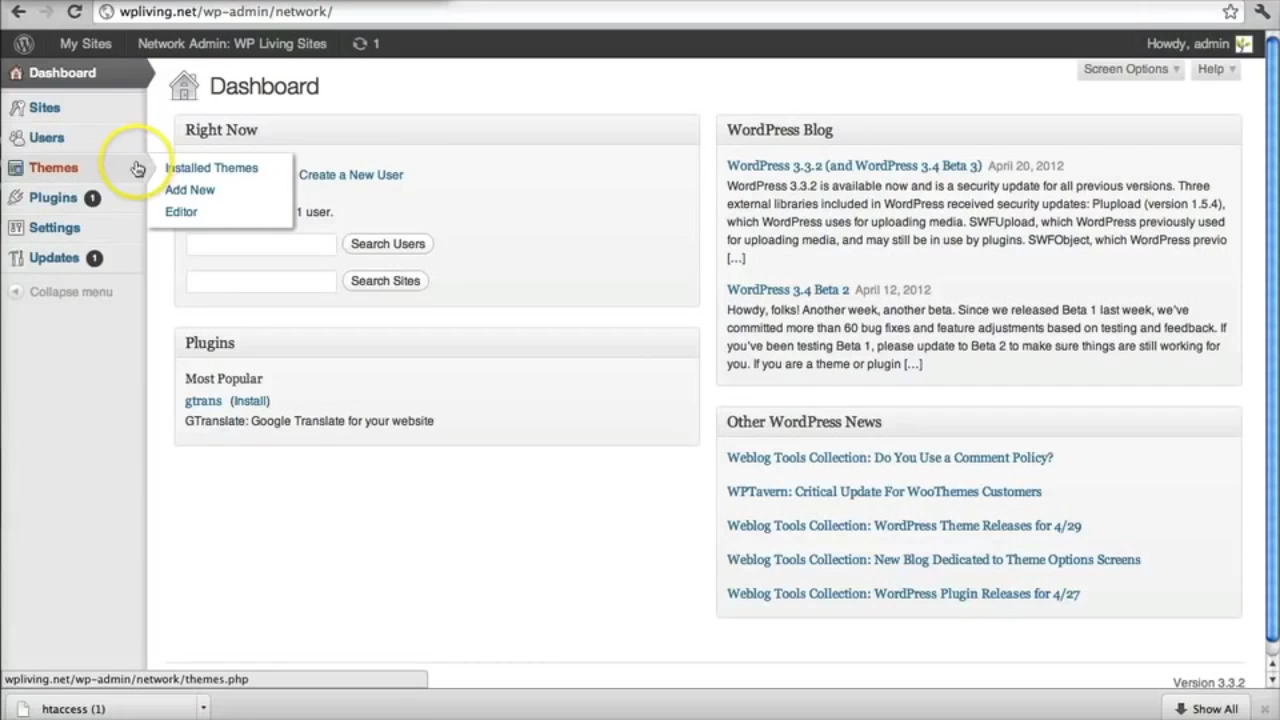 wpliving.net/wp-admin/network/
My Sites Network Admin: WP Living Sites 1 Howdy, admin
Dashboard
Sites
Users
Themes
Plugins 1
Settings
Updates 1
Collapse menu
Installed Themes
Add New
Editor
Screen Options Help
Dashboard
Right Now
Create a New User
1 user.
Search Users
Search Sites
Plugins
Most Popular
gtrans (Install)
GTranslate: Google Translate for your website
WordPress Blog
WordPress 3.3.2 (and WordPress 3.4 Beta 3) April 20, 2012
WordPress 3.3.2 is available now and is a security update for all previous versions. Three
external libraries included in WordPress received security updates: Plupload (version 1.5.4),
which WordPress uses for uploading media. SWFUpload, which WordPress previously used
for uploading media, and may still be in use by plugins. SWFObject, which WordPress previo
[...]
WordPress 3.4 Beta 2 April 12, 2012
Howdy, folks! Another week, another beta. Since we released Beta 1 last week, we've
committed more than 60 bug fixes and feature adjustments based on testing and feedback. If
you've been testing Beta 1, please update to Beta 2 to make sure things are still working for
you. If you are a theme or plugin [...]
Other WordPress News
Weblog Tools Collection: Do You Use a Comment Policy?
WPTavern: Critical Update For WooThemes Customers
Weblog Tools Collection: WordPress Theme Releases for 4/29
Weblog Tools Collection: New Blog Dedicated to Theme Options Screens
Weblog Tools Collection: WordPress Plugin Releases for 4/27
wpliving.net/wp-admin/network/themes.php
Version 3.3.2
htaccess (1)
Show All